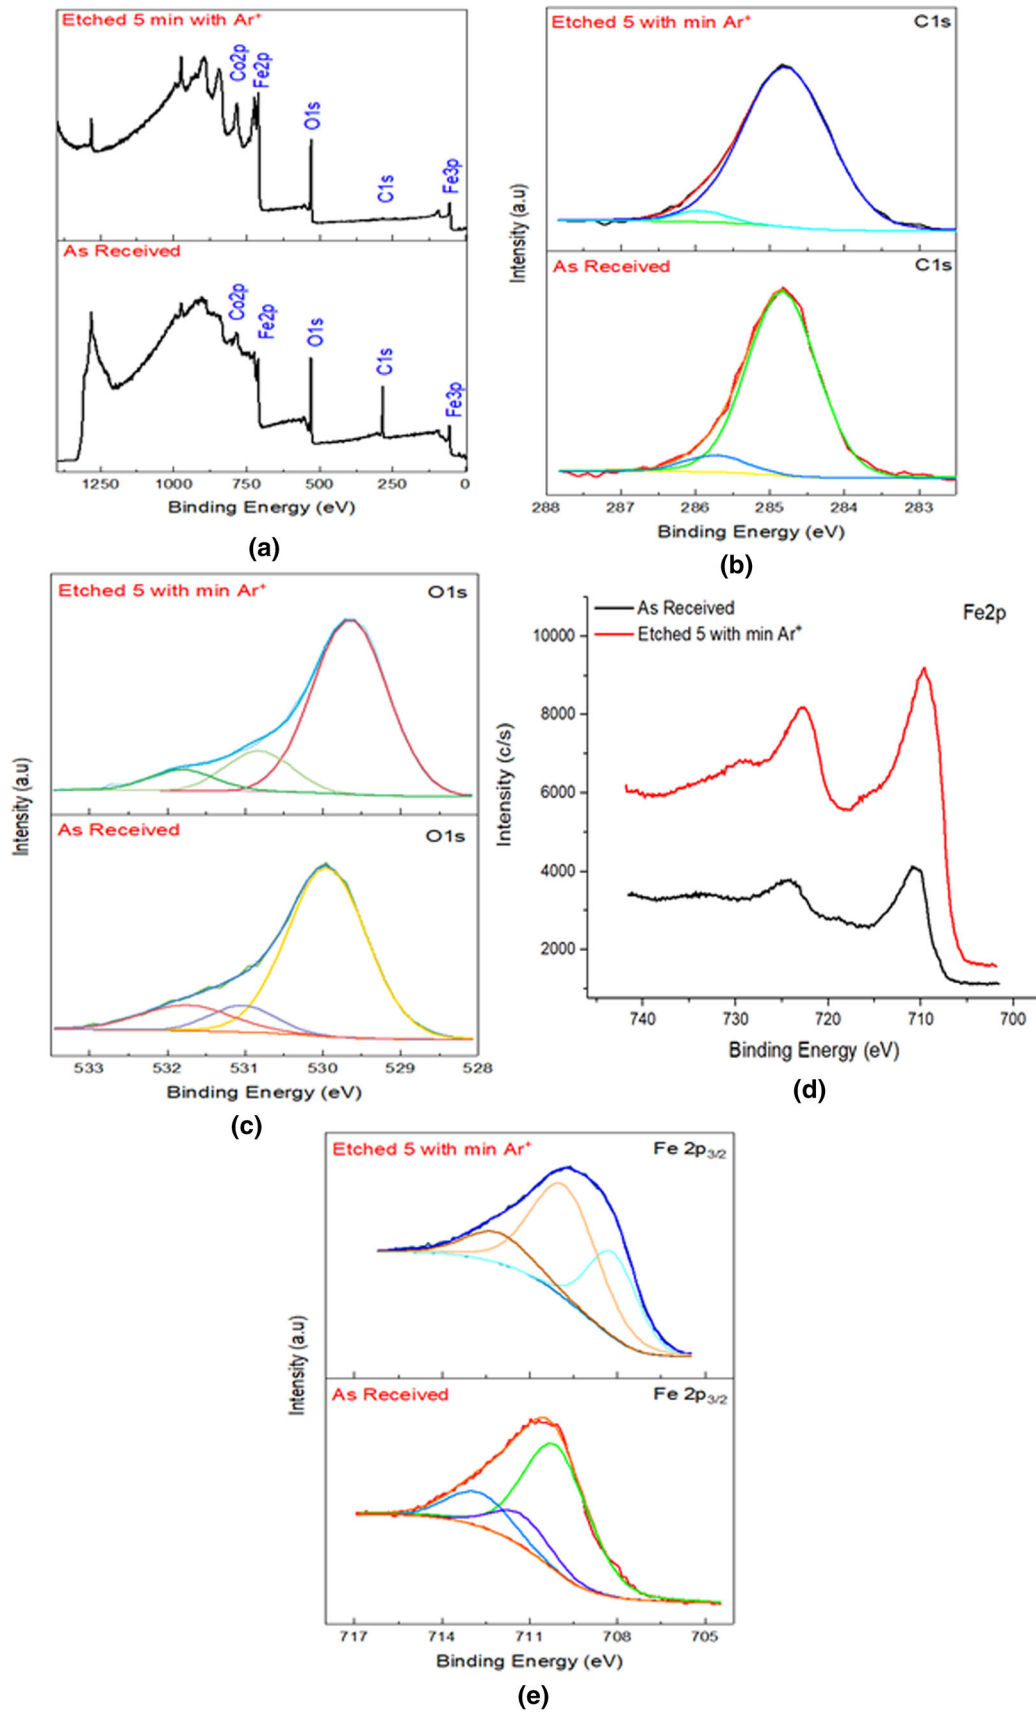 Etched 5 min with Ar⁺
Co2p
Fe2p
O1s
C1s
Fe3p
As Received
Co2p
Fe2p
O1s
C1s
Fe3p
1250 1000 750 500 250 0
Binding Energy (eV)
(a)
Etched 5 with min Ar⁺
C1s
Intensity (a.u)
As Received
C1s
288 287 286 285 284 283
Binding Energy (eV)
(b)
Etched 5 with min Ar⁺
O1s
Intensity (a.u)
As Received
O1s
533 532 531 530 529 528
Binding Energy (eV)
(c)
As Received
Etched 5 with min Ar⁺
Fe2p
Intensity (c/s)
10000
8000
6000
4000
2000
740 730 720 710 700
Binding Energy (eV)
(d)
Etched 5 with min Ar⁺
Fe 2p₃/₂
Intensity (a.u)
As Received
Fe 2p₃/₂
717 714 711 708 705
Binding Energy (eV)
(e)